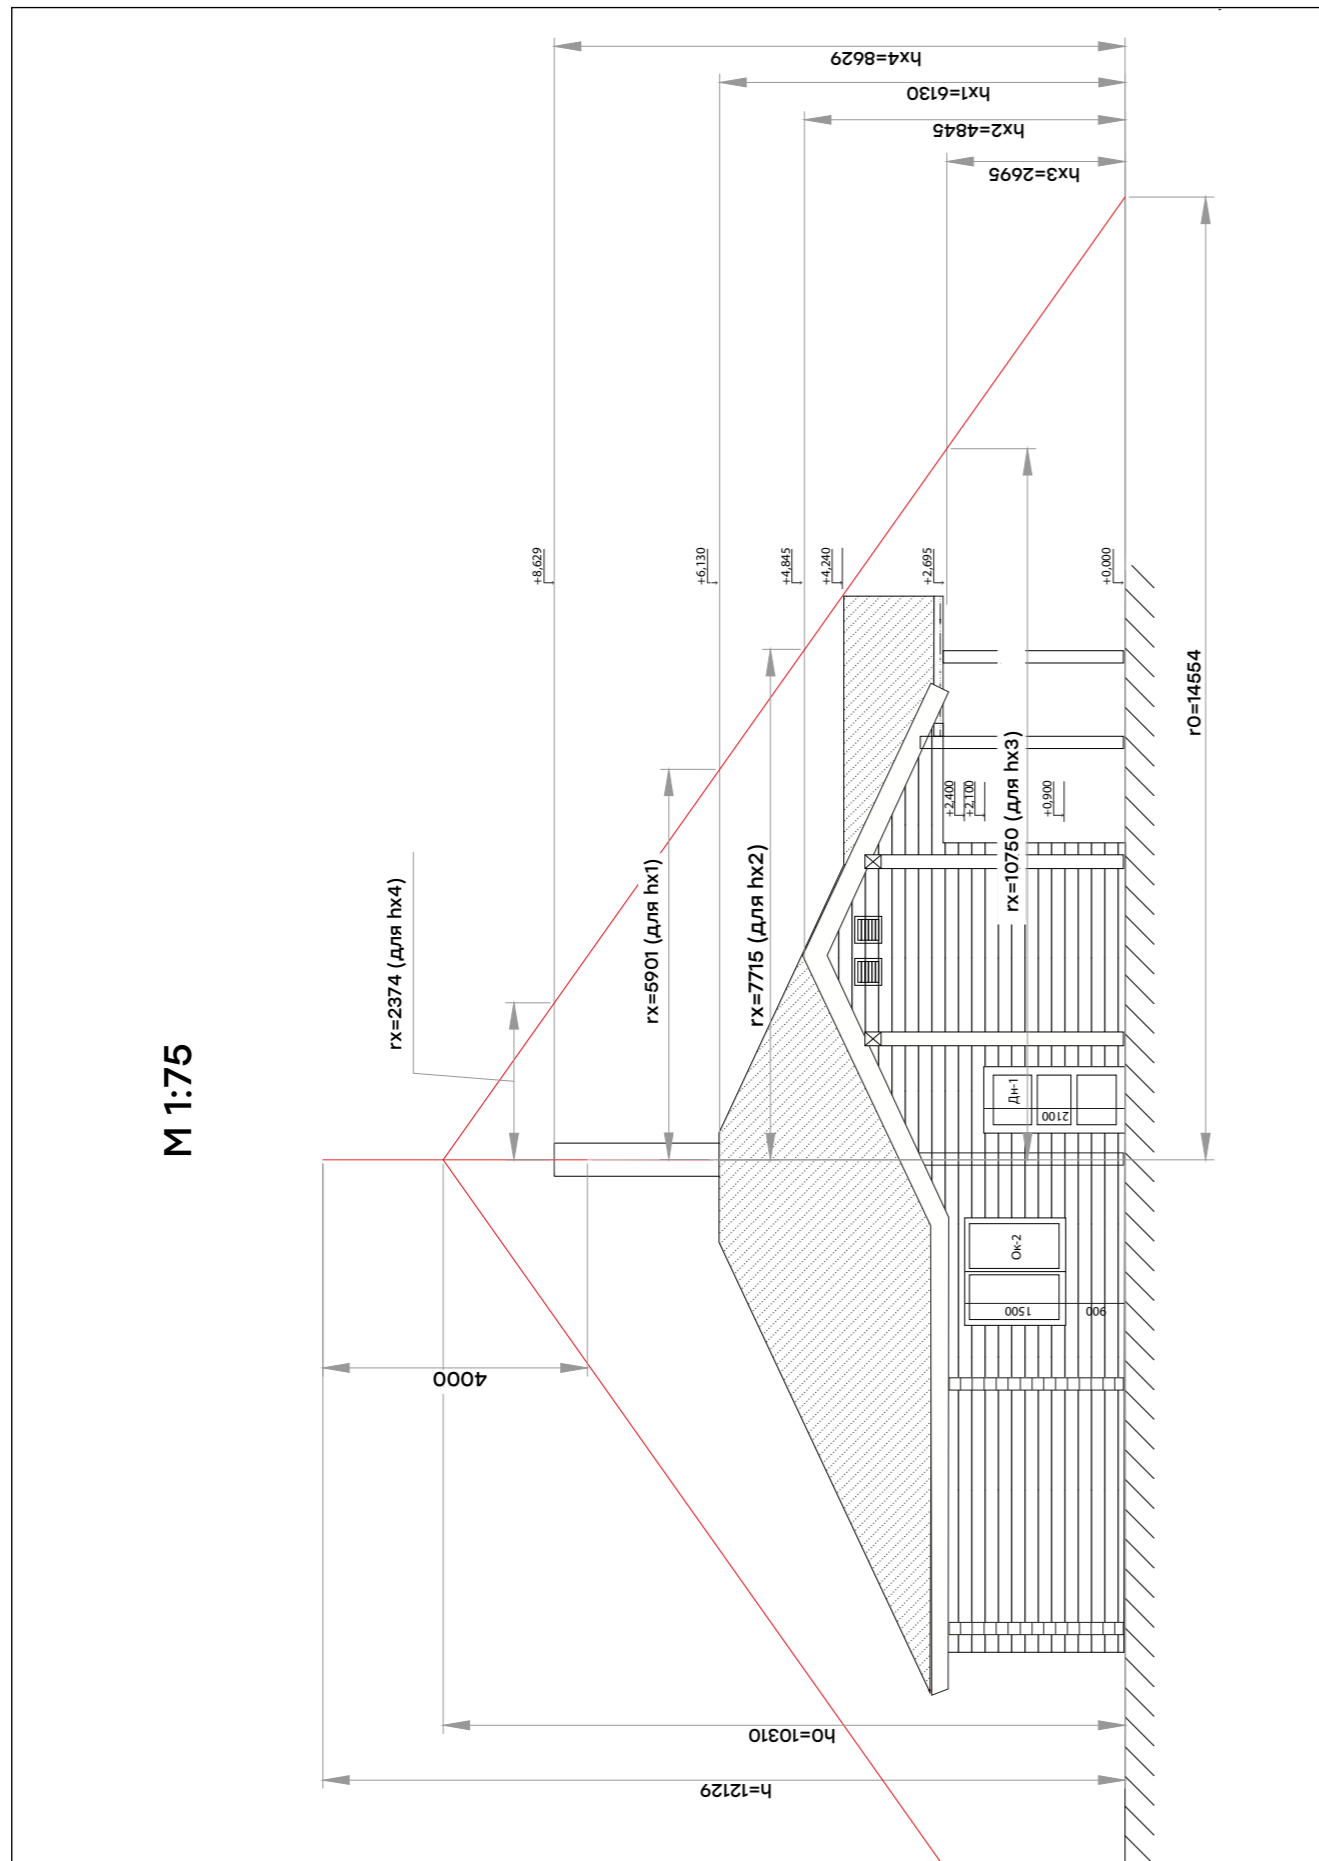 М 1:75
hx4=8629
hx1=6130
hx2=4845
hx3=2695
rx=2374 (для hx4)
rx=5901 (для hx1)
rx=7715 (для hx2)
rx=10750 (для hx3)
r0=14554
+8,629
+6,130
+4,845
+4,240
+2,695
+0,000
+2,400
+2,100
+0,900
Дн-1
2100
Ок-2
1500
900
4000
h0=10310
h=12129